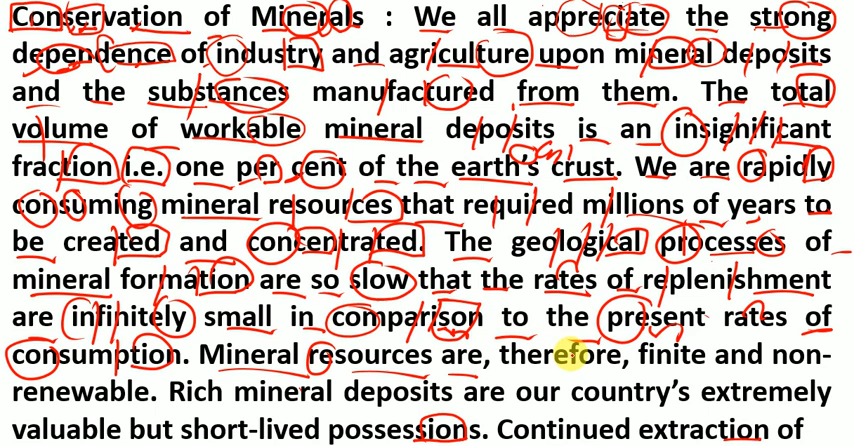 Conservation of Minerals : We all appreciate the strong
dependence of industry and agriculture upon mineral deposits
and the substances manufactured from them. The total
volume of workable mineral deposits is an insignificant
fraction i.e. one per cent of the earth's crust. We are rapidly
consuming mineral resources that required millions of years to
be created and concentrated. The geological processes of
mineral formation are so slow that the rates of replenishment
are infinitely small in comparison to the present rates of
consumption. Mineral resources are, therefore, finite and non-
renewable. Rich mineral deposits are our country's extremely
valuable but short-lived possessions. Continued extraction of